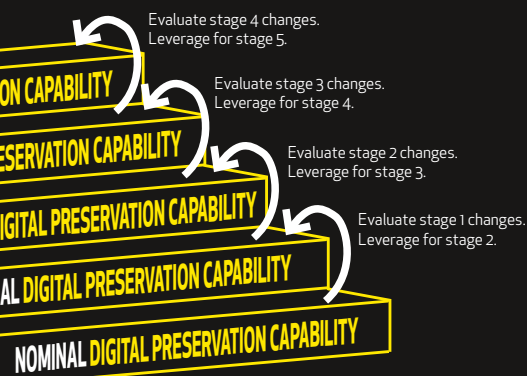 Evaluate stage 4 changes.
Leverage for stage 5.
ON CAPABILITY
Evaluate stage 3 changes.
Leverage for stage 4.
ESERVATION CAPABILITY
Evaluate stage 2 changes.
Leverage for stage 3.
IGITAL PRESERVATION CAPABILITY
Evaluate stage 1 changes.
Leverage for stage 2.
AL DIGITAL PRESERVATION CAPABILITY
NOMINAL DIGITAL PRESERVATION CAPABILITY